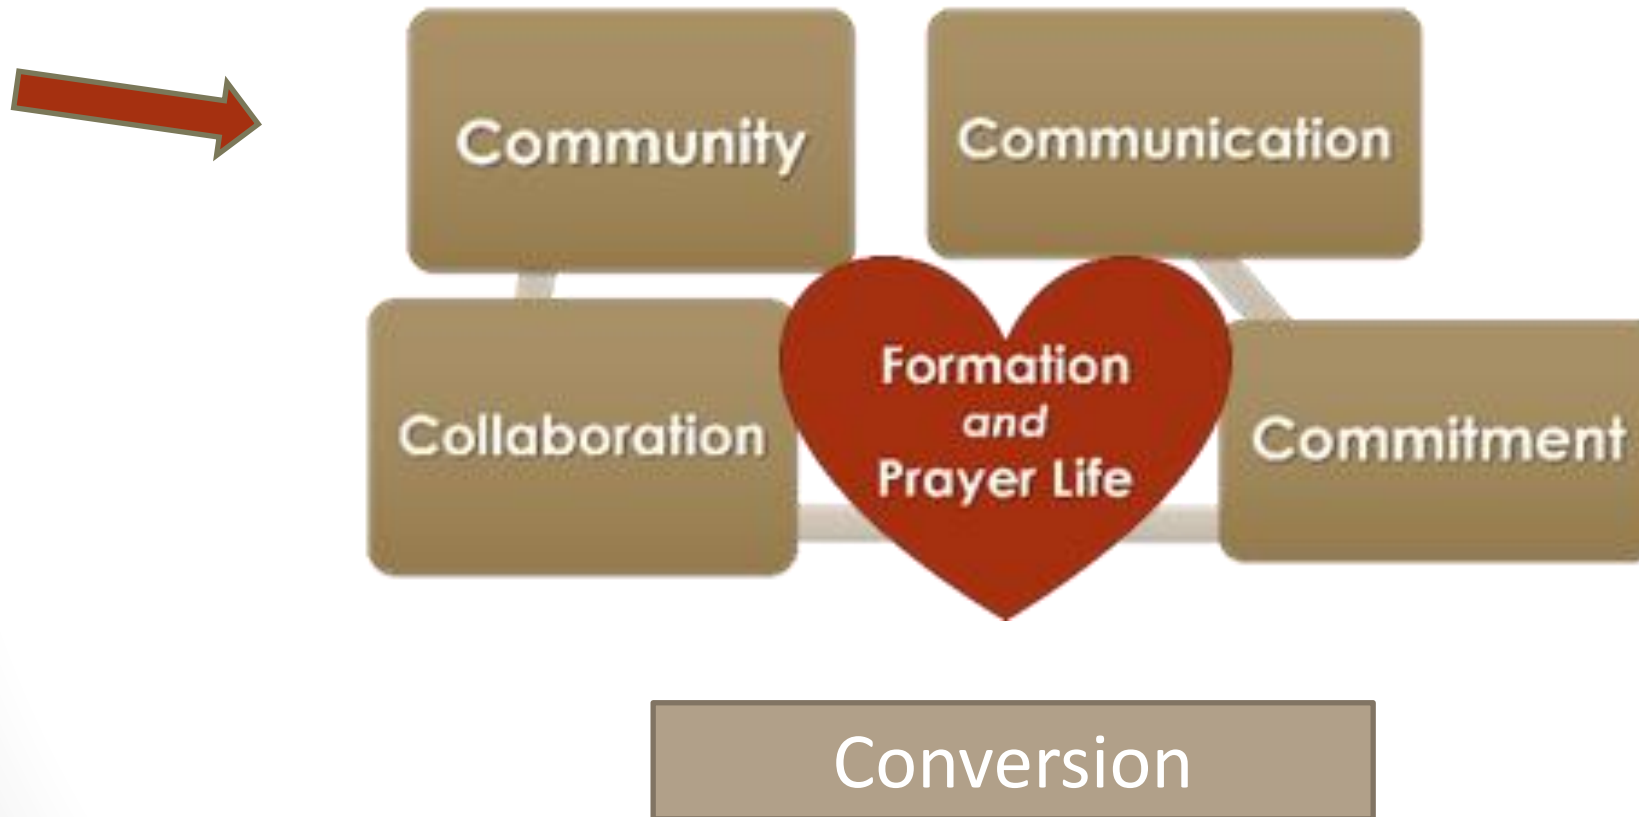 Community
Communication
Collaboration
Formation
and
Prayer Life
Commitment
Conversion